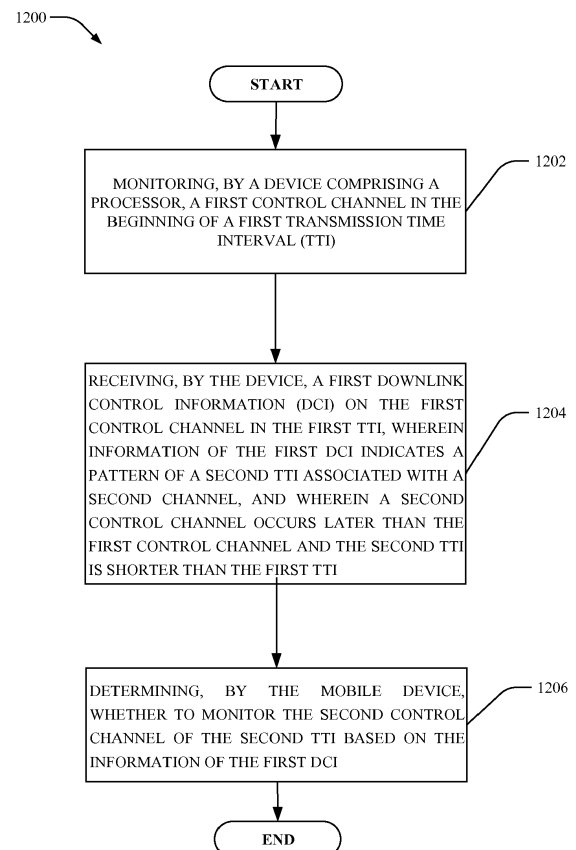 1200
START
MONITORING, BY A DEVICE COMPRISING A
PROCESSOR, A FIRST CONTROL CHANNEL IN THE
BEGINNING OF A FIRST TRANSMISSION TIME
INTERVAL (TTI)
1202
RECEIVING, BY THE DEVICE, A FIRST DOWNLINK
CONTROL INFORMATION (DCI) ON THE FIRST
CONTROL CHANNEL IN THE FIRST TTI, WHEREIN
INFORMATION OF THE FIRST DCI INDICATES A
PATTERN OF A SECOND TTI ASSOCIATED WITH A
SECOND CHANNEL, AND WHEREIN A SECOND
CONTROL CHANNEL OCCURS LATER THAN THE
FIRST CONTROL CHANNEL AND THE SECOND TTI
IS SHORTER THAN THE FIRST TTI
1204
DETERMINING, BY THE MOBILE DEVICE,
WHETHER TO MONITOR THE SECOND CONTROL
CHANNEL OF THE SECOND TTI BASED ON THE
INFORMATION OF THE FIRST DCI
1206
END